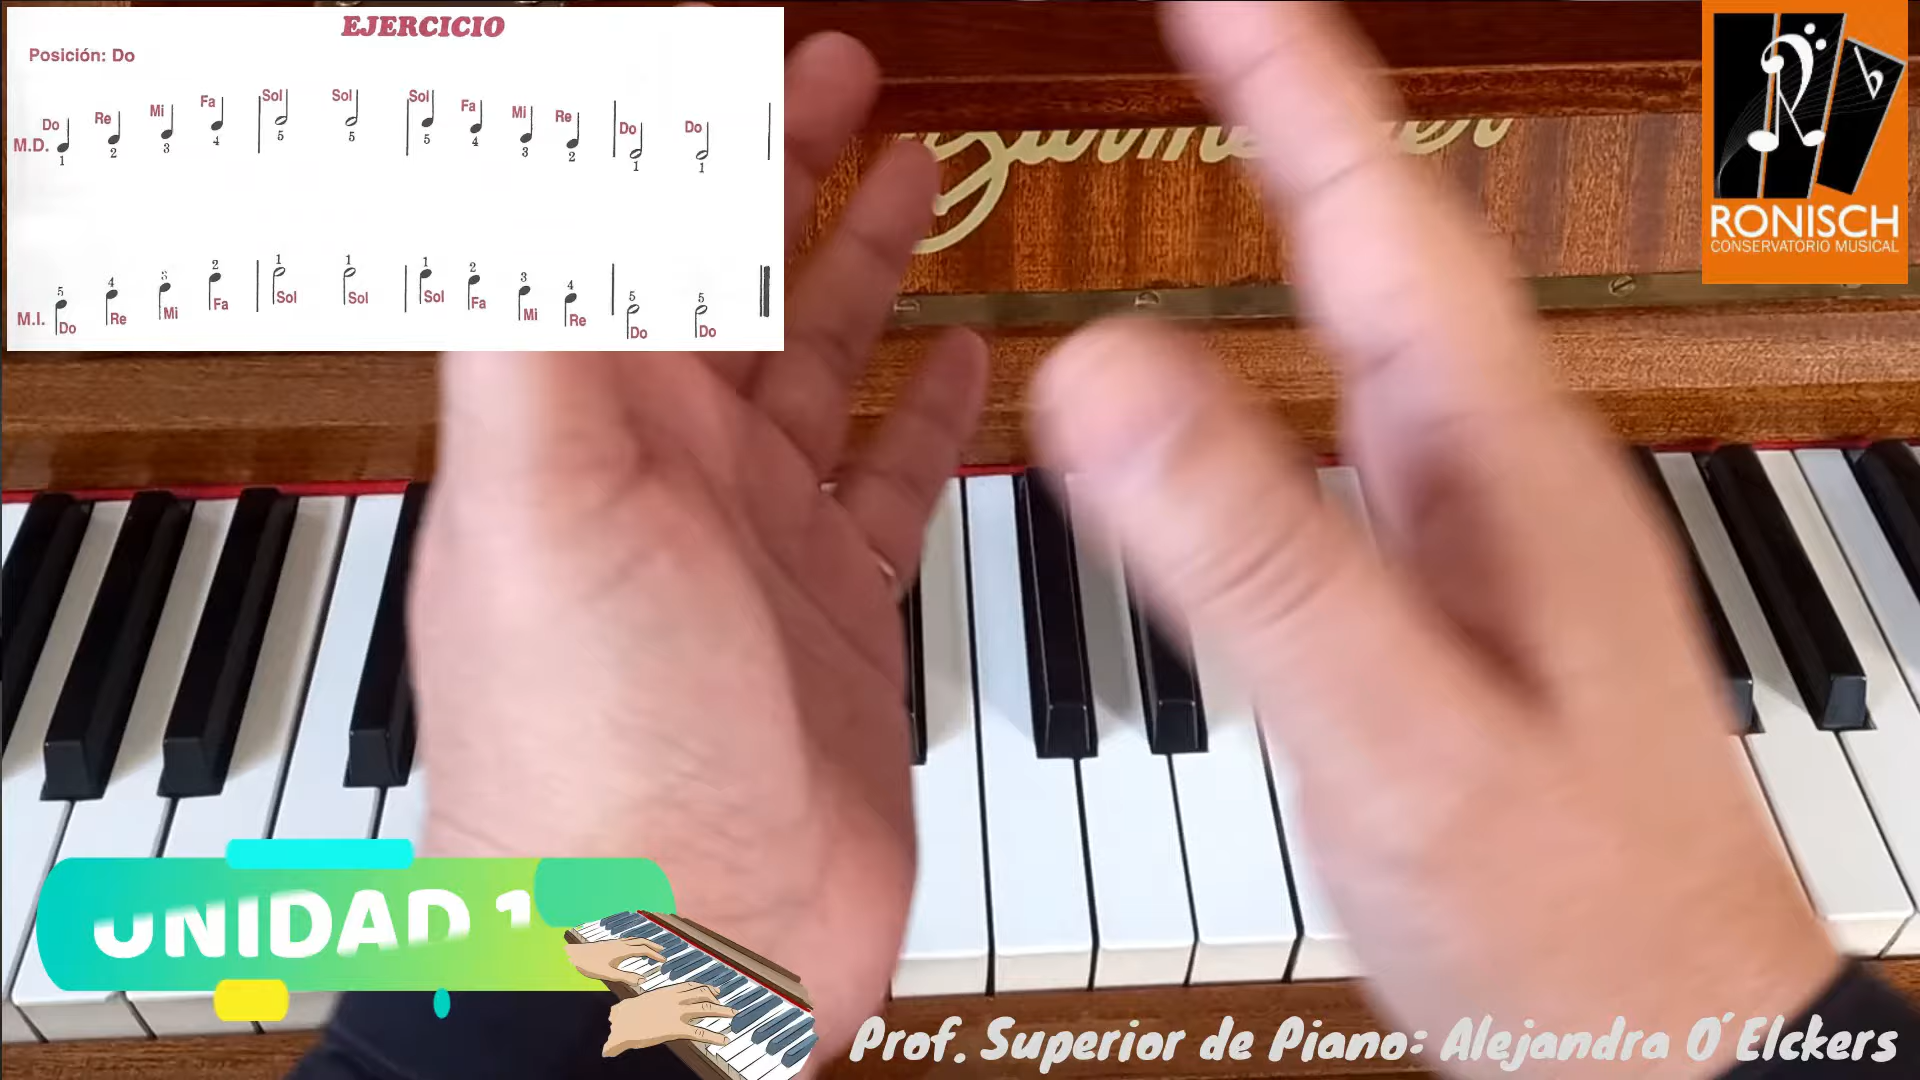 EJERCICIO
Posición: Do
Do Re Mi Fa Sol Sol Sol Fa Mi Re Do Do
M.D.
1 2 3 4 5 5 5 4 3 2 1 1
5 4 3 2 1 1 1 2 3 4 5 5
M.I.
Do Re Mi Fa Sol Sol Sol Fa Mi Re Do Do
RONISCH
CONSERVATORIO MUSICAL
UNIDAD 1
Prof. Superior de Piano: Alejandra O´Elckers